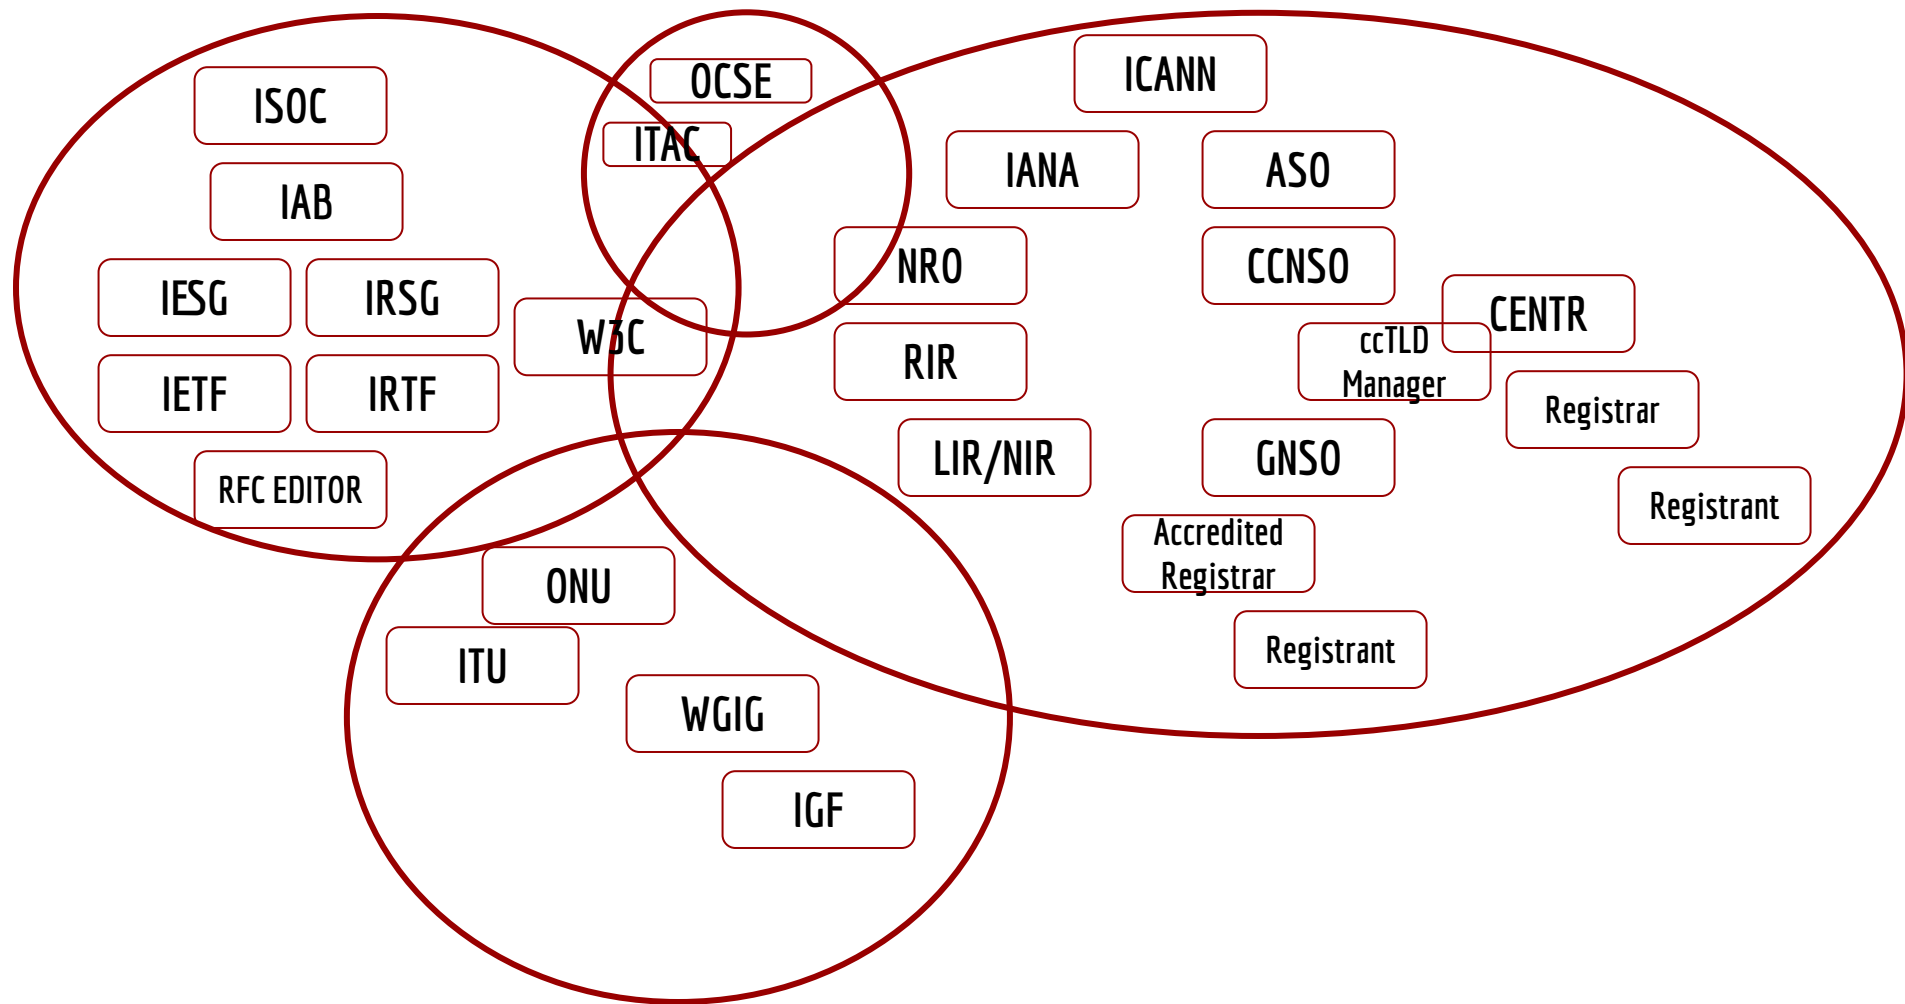 ISOC
IAB
IESG
IRSG
IETF
IRTF
RFC EDITOR
W3C
OCSE
ITAC
ICANN
IANA
ASO
NRO
CCNSO
CENTR
RIR
ccTLD
Manager
Registrar
LIR/NIR
GNSO
Registrant
Accredited
Registrar
Registrant
ONU
ITU
WGIG
IGF